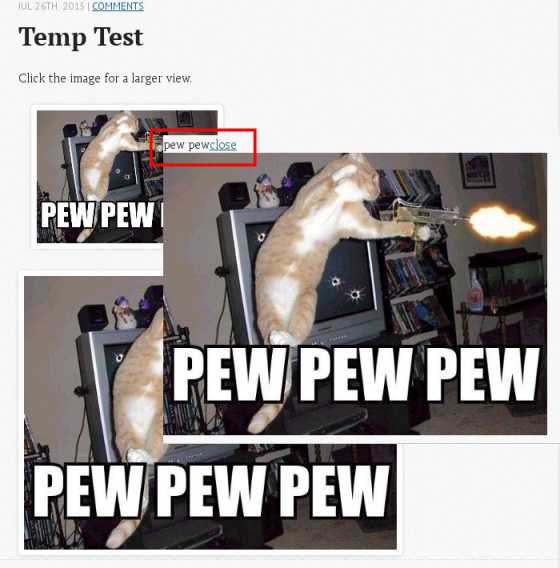 JUL 26TH, 2015 | COMMENTS
Temp Test
Click the image for a larger view.
pew pewclose
PEW PEW
PEW PEW PEW
PEW PEW PEW